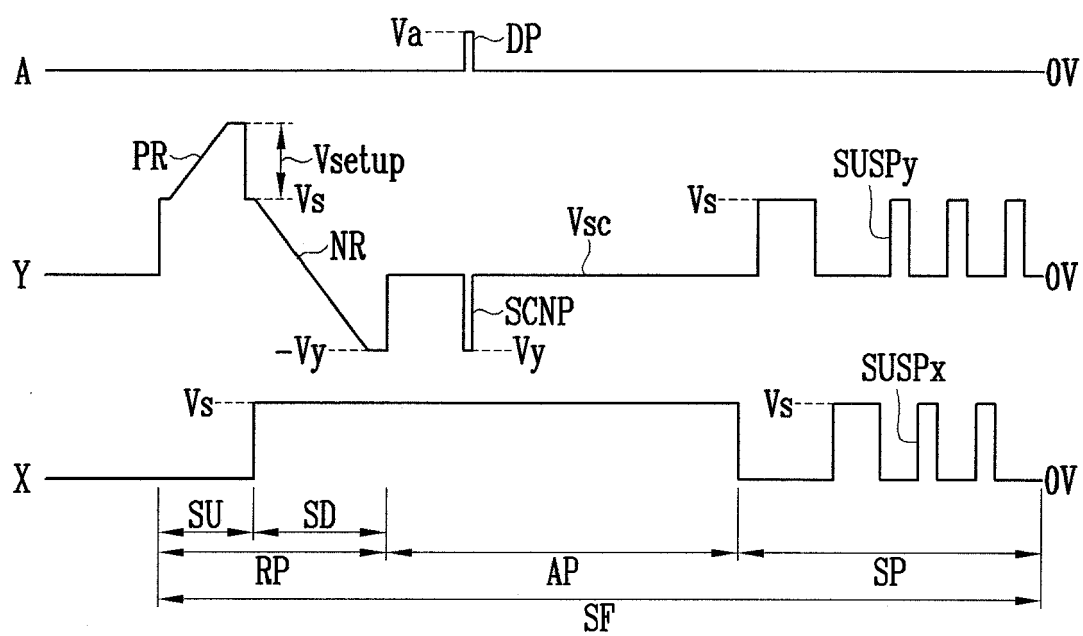 Va
DP
A
0V
PR
Vsetup
Vs
SUSPy
Vs
NR
Vsc
Y
0V
SCNP
-Vy
Vy
SUSPx
Vs
Vs
X
0V
SU
SD
RP
AP
SP
SF